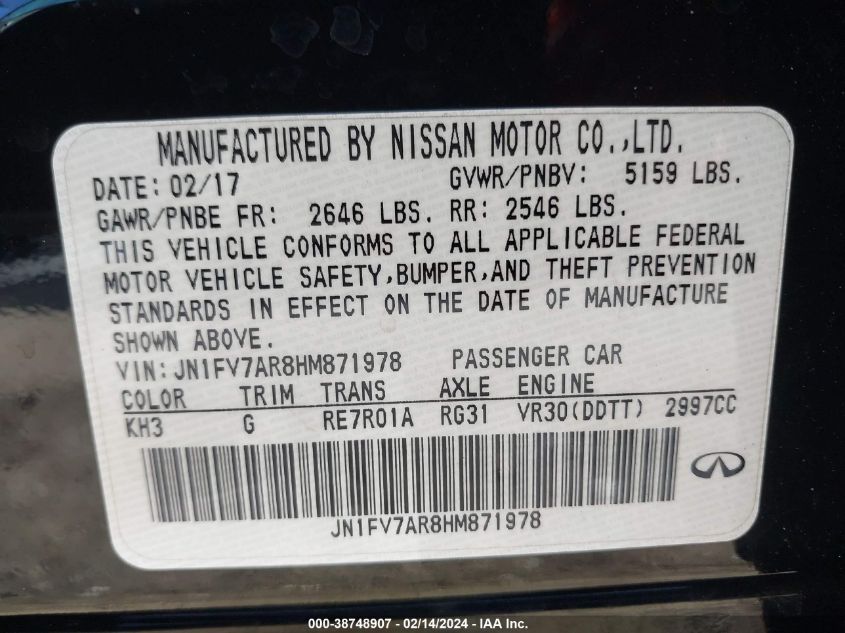 MANUFACTURED BY NISSAN MOTOR CO.,LTD.
DATE: 02/17 GVWR/PNBV: 5159 LBS.
GAWR/PNBE FR: 2646 LBS. RR: 2546 LBS.
THIS VEHICLE CONFORMS TO ALL APPLICABLE FEDERAL
MOTOR VEHICLE SAFETY,BUMPER,AND THEFT PREVENTION
STANDARDS IN EFFECT ON THE DATE OF MANUFACTURE
SHOWN ABOVE.
VIN:JN1FV7AR8HM871978 PASSENGER CAR
COLOR TRIM TRANS AXLE ENGINE
KH3 G RE7R01A RG31 VR30(DDTT) 2997CC
JN1FV7AR8HM871978
000-38748907 - 02/14/2024 - IAA Inc.